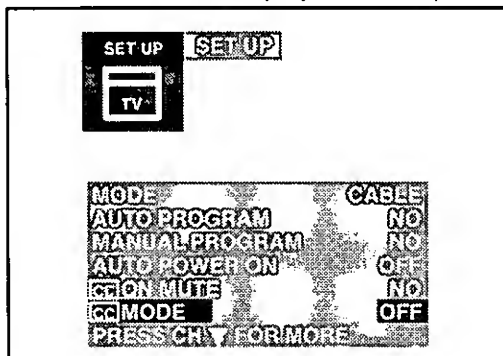 SET UP SET UP
TV
MODE CABLE
AUTO PROGRAM NO
MANUAL PROGRAM NO
AUTO POWER ON OFF
CC ON MUTE NO
CC MODE OFF
PRESS CH ▼ FOR MORE